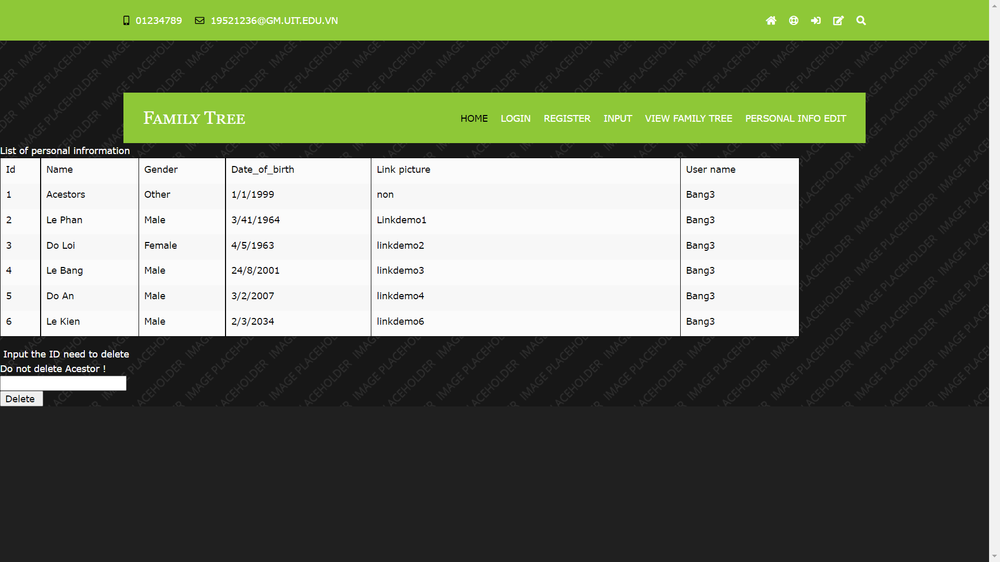 01234789 19521236@GM.UIT.EDU.VN
FAMILY TREE HOME LOGIN REGISTER INPUT VIEW FAMILY TREE PERSONAL INFO EDIT
List of personal infrormation
Id Name Gender Date_of_birth Link picture User name
1 Acestors Other 1/1/1999 non Bang3
2 Le Phan Male 3/41/1964 Linkdemo1 Bang3
3 Do Loi Female 4/5/1963 linkdemo2 Bang3
4 Le Bang Male 24/8/2001 linkdemo3 Bang3
5 Do An Male 3/2/2007 linkdemo4 Bang3
6 Le Kien Male 2/3/2034 linkdemo6 Bang3
Input the ID need to delete
Do not delete Acestor !
Delete
IMAGE PLACEHOLDER